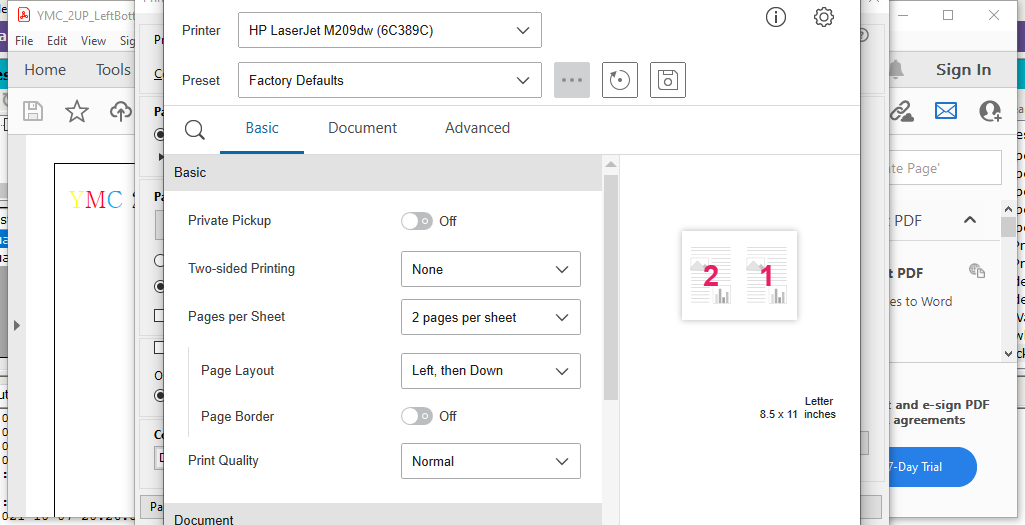 YMC_2UP_LeftBott
File Edit View Sig
Home Tools
YMC 2
Printer HP LaserJet M209dw (6C389C)
Preset Factory Defaults
Basic Document Advanced
Basic
Private Pickup Off
Two-sided Printing None
Pages per Sheet 2 pages per sheet
Page Layout Left, then Down
Page Border Off
Print Quality Normal
Document
2 1
Letter
8.5 x 11 inches
Sign In
te Page'
PDF
t PDF
es to Word
t and e-sign PDF
agreements
7-Day Trial